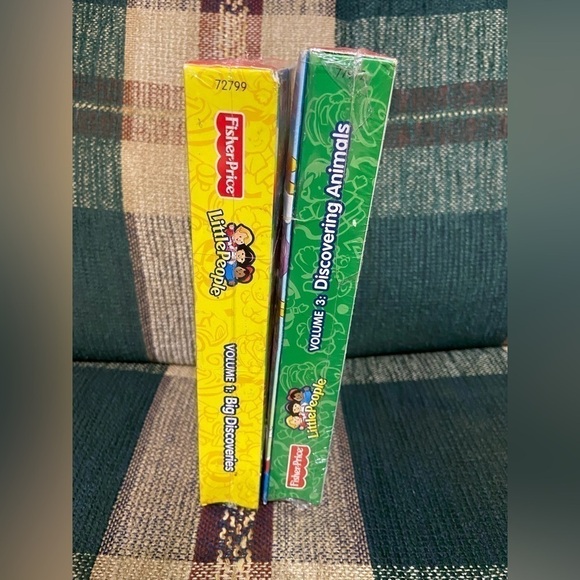 72799
Fisher-Price
Little People
VOLUME 1: Big Discoveries
VOLUME 3: Discovering Animals
Little People
Fisher-Price